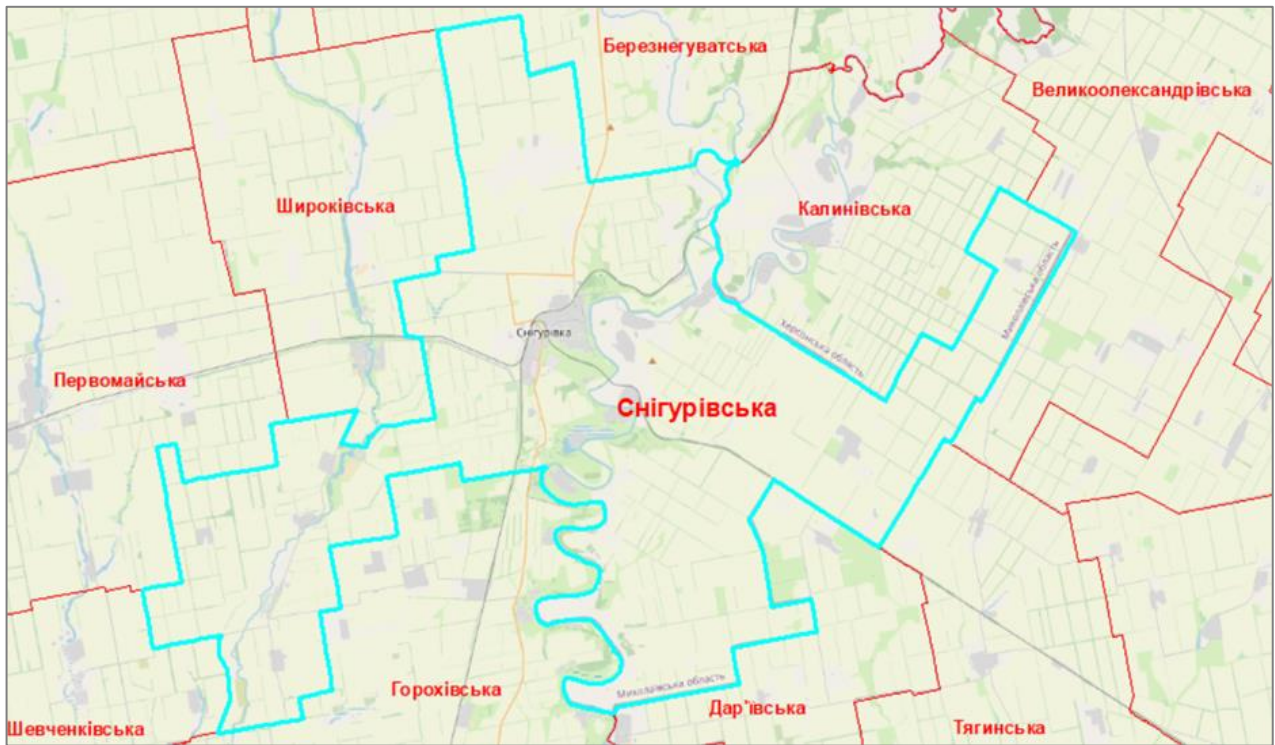 Березнегуватська
Великоолександрівська
Широківська
Калинівська
Миколаївська область
Снігурівка
Херсонська область
Первомайська
Снігурівська
Горохівська
Миколаївська область
Дар'ївська
Шевченківська
Тягинська